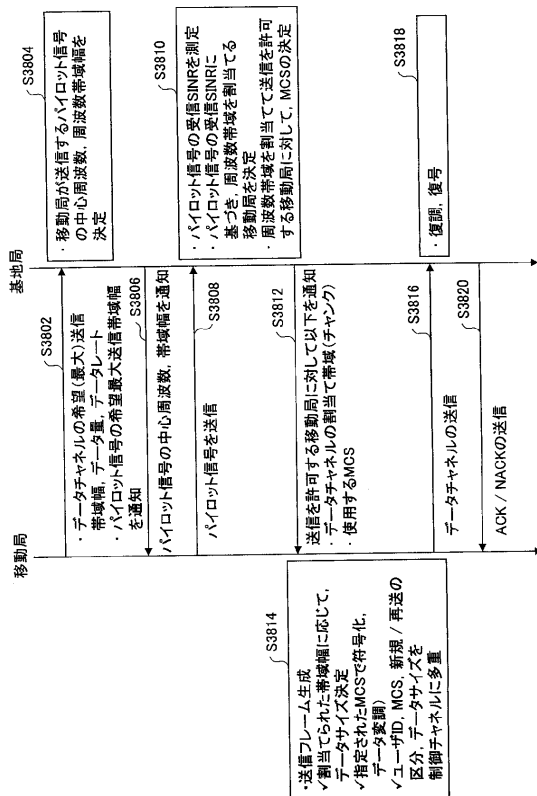 移動局
基地局
S3802
・データチャネルの希望(最大)送信
帯域幅, データ量, データレート
・パイロット信号の希望最大送信帯域幅
を通知
S3804
・移動局が送信するパイロット信号
の中心周波数, 周波数帯域幅を
決定
S3806
パイロット信号の中心周波数, 帯域幅を通知
S3808
パイロット信号を送信
S3810
・パイロット信号の受信SINRを測定
・パイロット信号の受信SINRに
基づき, 周波数帯域を割当てる
移動局を決定
・周波数帯域を割当てて送信を許可
する移動局に対して, MCSの決定
S3812
送信を許可する移動局に対して以下を通知
・データチャネルの割当て帯域(チャンク)
・使用するMCS
S3814
・送信フレーム生成
✓割当てられた帯域幅に応じて,
データサイズ決定
✓指定されたMCSで符号化,
データ変調)
✓ユーザID, MCS, 新規 / 再送の
区分, データサイズを
制御チャネルに多重
S3816
データチャネルの送信
S3818
・復調, 復号
S3820
ACK / NACKの送信